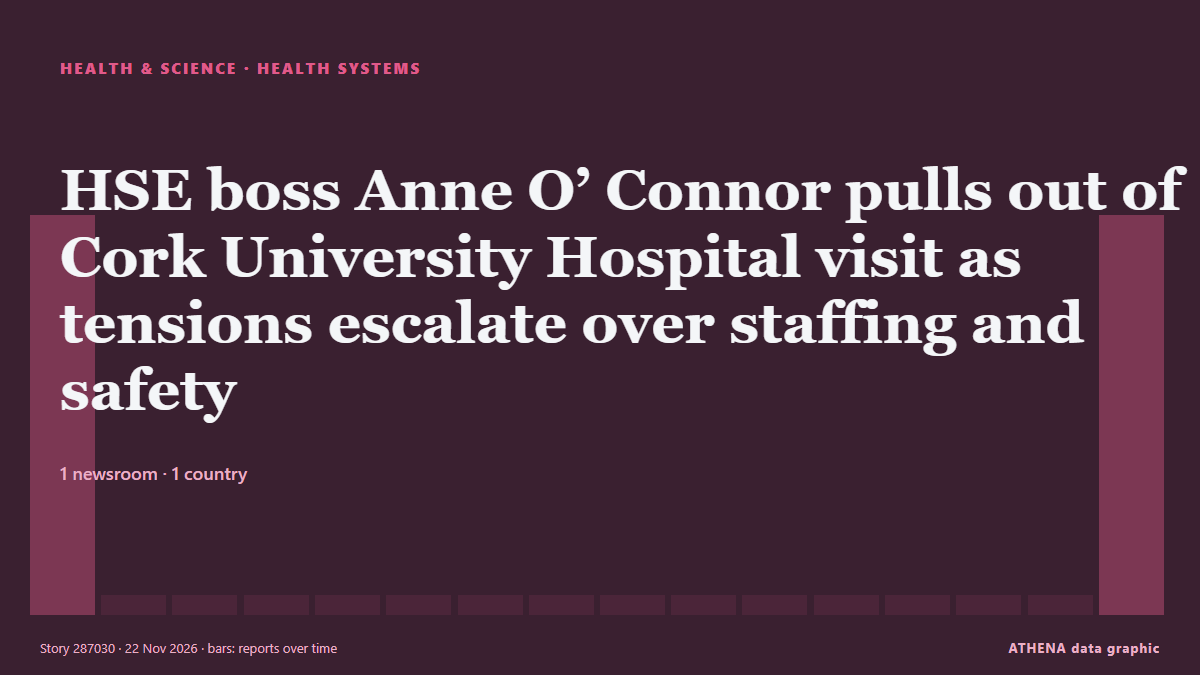 HEALTH & SCIENCE · HEALTH SYSTEMS
HSE boss Anne O’ Connor pulls out of
Cork University Hospital visit as
tensions escalate over staffing and
safety
1 newsroom · 1 country
Story 287030 · 22 Nov 2026 · bars: reports over time
ATHENA data graphic